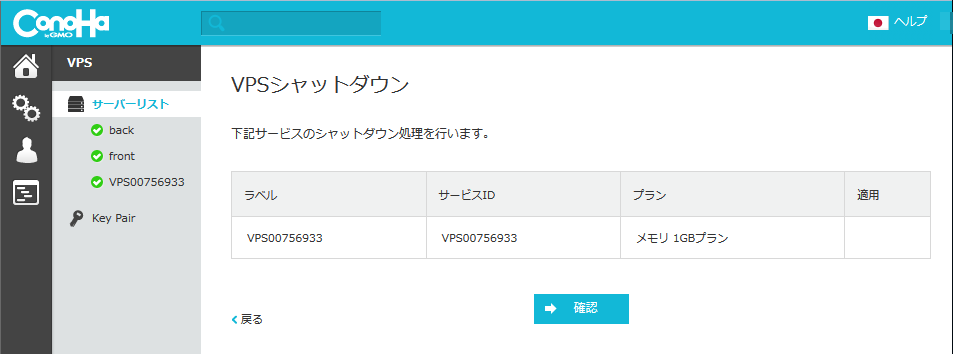 ConoHa
by GMO
ヘルプ
VPS
サーバーリスト
back
front
VPS00756933
Key Pair
VPSシャットダウン
下記サービスのシャットダウン処理を行います。
ラベル サービスID プラン 適用
VPS00756933 VPS00756933 メモリ 1GBプラン
戻る
確認